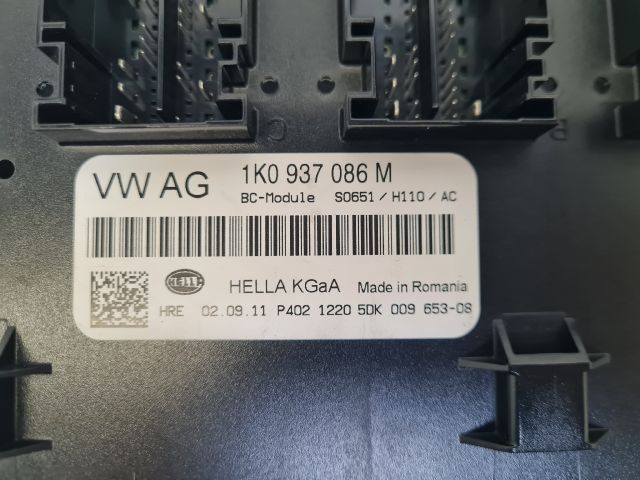 C
B
VW AG 1K0 937 086 M
BC-Module S0651 / H110 / AC
HELLA HELLA KGaA Made in Romania
HRE 02.09.11 P402 1220 5DK 009 653-08